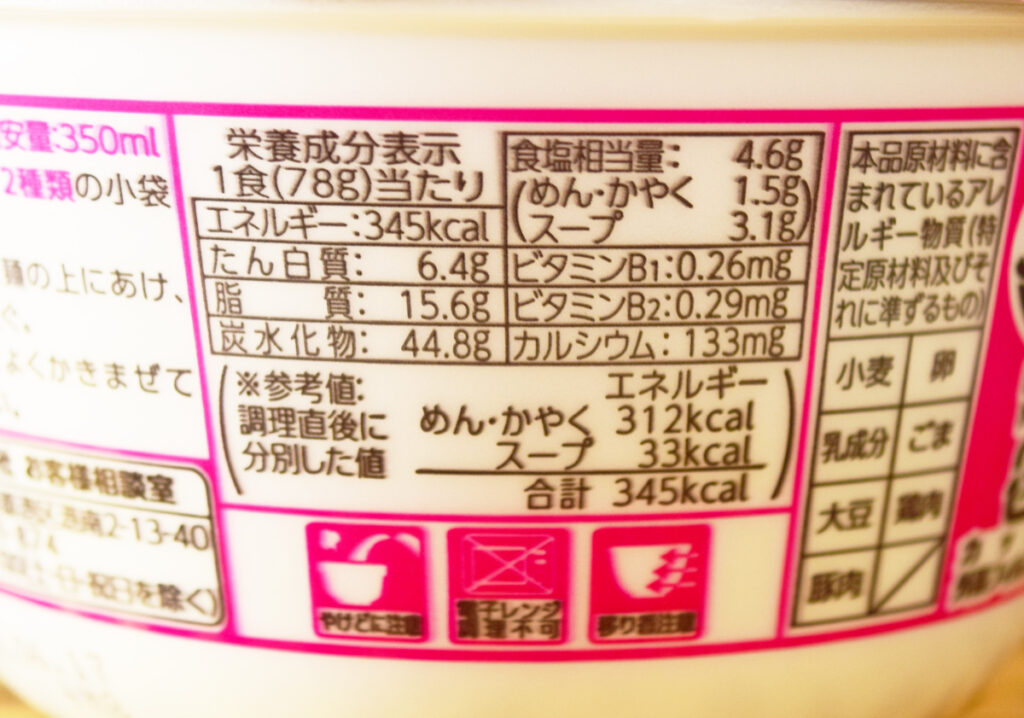 安量:350ml
2種類の小袋
麺の上にあけ、
よくかきまぜて
お客様相談室
2-13-40
を除く)
栄養成分表示
1食(78g)当たり
エネルギー:345kcal
たん白質: 6.4g
脂 質: 15.6g
炭水化物: 44.8g
食塩相当量: 4.6g
(めん・かやく 1.5g)
(スープ 3.1g)
ビタミンB1:0.26mg
ビタミンB2:0.29mg
カルシウム: 133mg
※参考値:
調理直後に
分別した値
エネルギー
めん・かやく 312kcal
スープ 33kcal
合計 345kcal
やけどに注意
電子レンジ
調理不可
移り香注意
本品原材料に含
まれているアレ
ルギー物質(特
定原材料及びそ
れに準ずるもの)
小麦 卵
乳成分 ごま
大豆 鶏肉
豚肉